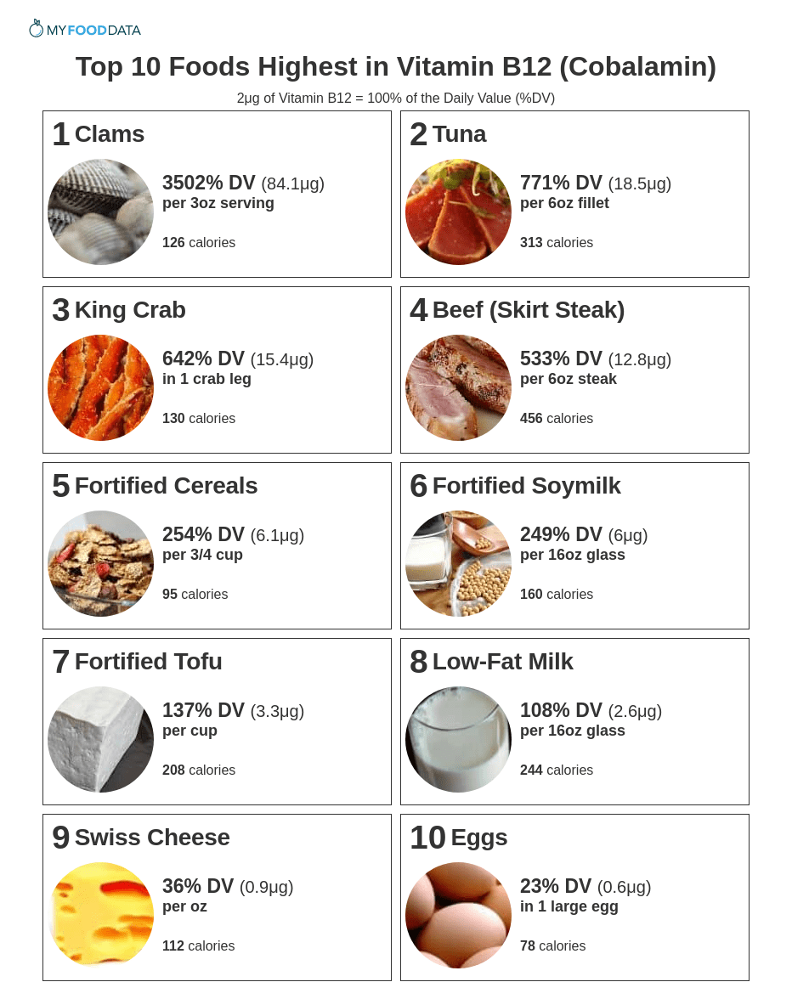 MYFOODDATA
Top 10 Foods Highest in Vitamin B12 (Cobalamin)
2μg of Vitamin B12 = 100% of the Daily Value (%DV)
1 Clams
3502% DV (84.1μg)
per 3oz serving
126 calories
2 Tuna
771% DV (18.5μg)
per 6oz fillet
313 calories
3 King Crab
642% DV (15.4μg)
in 1 crab leg
130 calories
4 Beef (Skirt Steak)
533% DV (12.8μg)
per 6oz steak
456 calories
5 Fortified Cereals
254% DV (6.1μg)
per 3/4 cup
95 calories
6 Fortified Soymilk
249% DV (6μg)
per 16oz glass
160 calories
7 Fortified Tofu
137% DV (3.3μg)
per cup
208 calories
8 Low-Fat Milk
108% DV (2.6μg)
per 16oz glass
244 calories
9 Swiss Cheese
36% DV (0.9μg)
per oz
112 calories
10 Eggs
23% DV (0.6μg)
in 1 large egg
78 calories